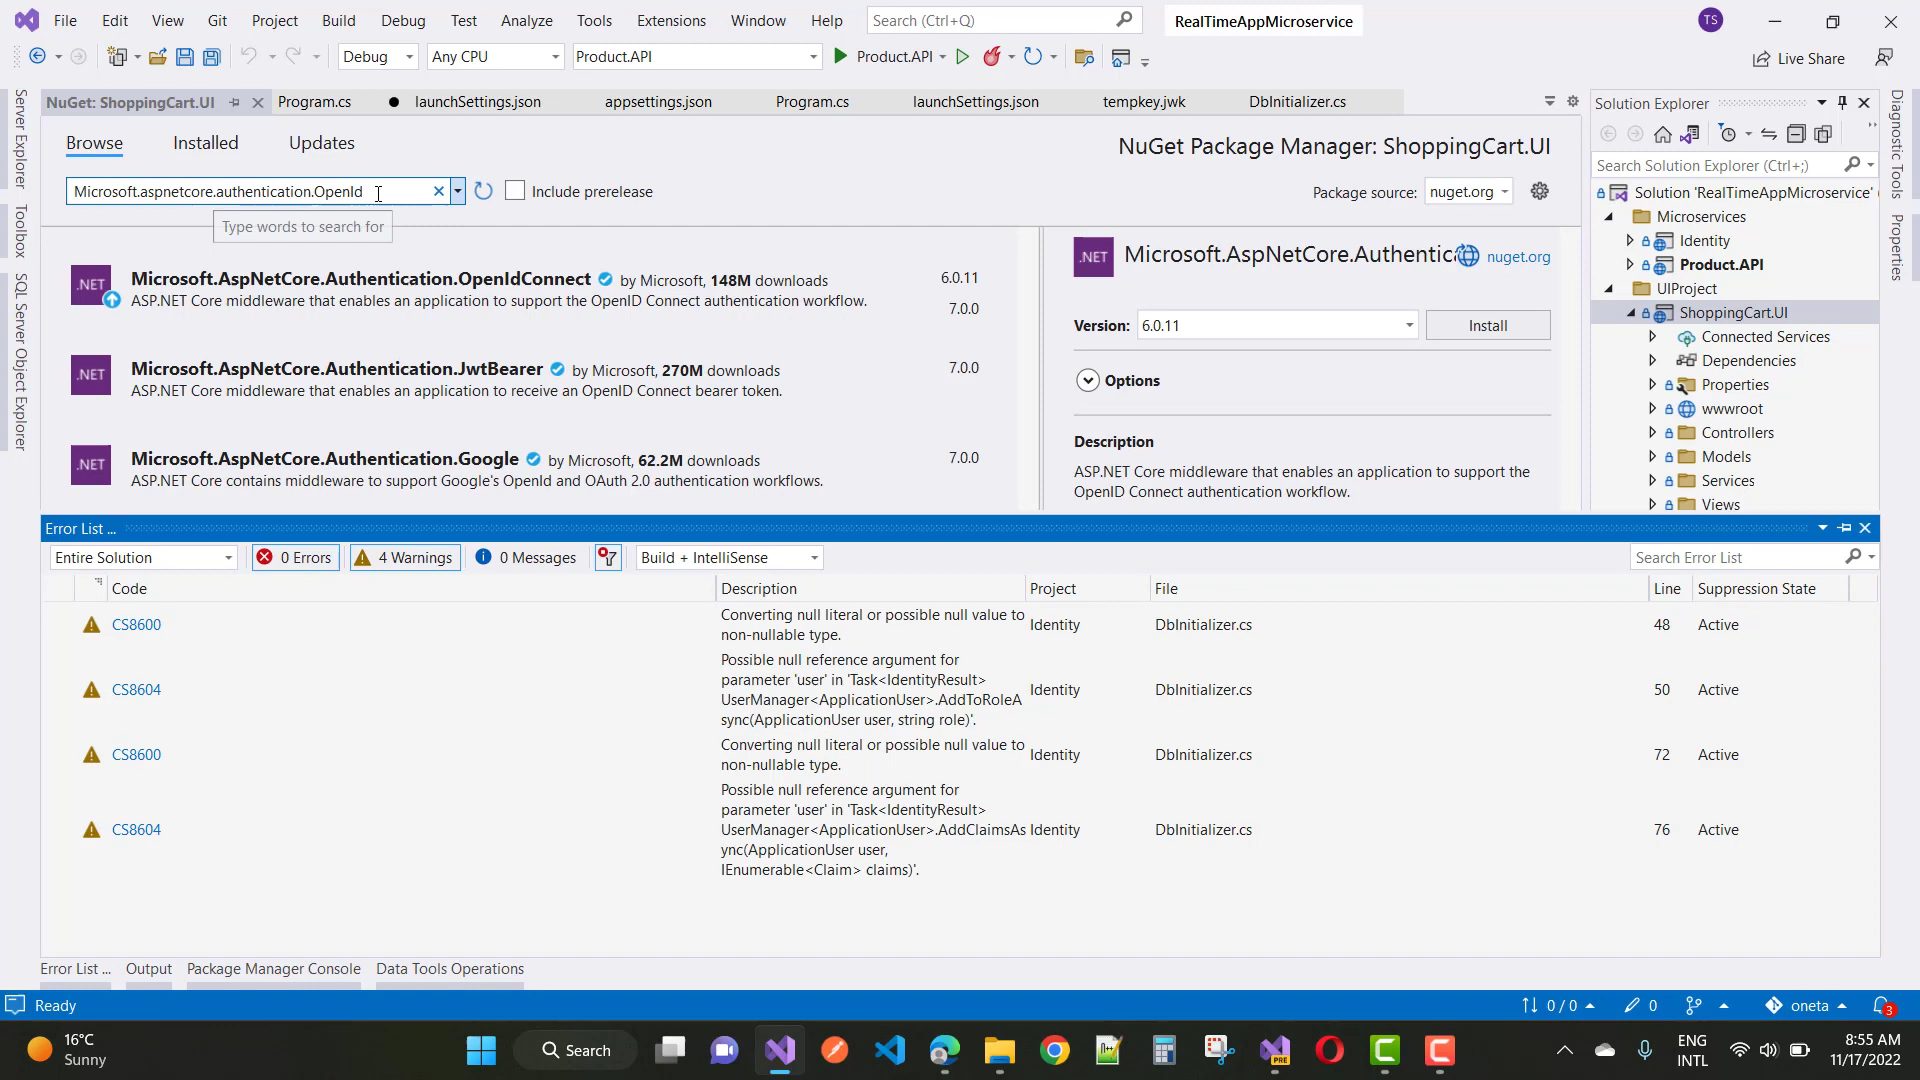 File Edit View Git Project Build Debug Test Analyze Tools Extensions Window Help Search (Ctrl+Q) RealTimeAppMicroservice TS
Debug Any CPU Product.API Product.API Live Share
NuGet: ShoppingCart.UI Program.cs launchSettings.json appsettings.json Program.cs launchSettings.json tempkey.jwk DbInitializer.cs
Server Explorer
Toolbox
SQL Server Object Explorer
Browse Installed Updates
NuGet Package Manager: ShoppingCart.UI
Microsoft.aspnetcore.authentication.OpenId
Include prerelease
Package source: nuget.org
Type words to search for
.NET
Microsoft.AspNetCore.Authentication.OpenIdConnect by Microsoft, 148M downloads 6.0.11
ASP.NET Core middleware that enables an application to support the OpenID Connect authentication workflow. 7.0.0
.NET
Microsoft.AspNetCore.Authentication.JwtBearer by Microsoft, 270M downloads 7.0.0
ASP.NET Core middleware that enables an application to receive an OpenID Connect bearer token.
.NET
Microsoft.AspNetCore.Authentication.Google by Microsoft, 62.2M downloads 7.0.0
ASP.NET Core contains middleware to support Google's OpenId and OAuth 2.0 authentication workflows.
.NET
Microsoft.AspNetCore.Authentic nuget.org
Version: 6.0.11 Install
Options
Description
ASP.NET Core middleware that enables an application to support the
OpenID Connect authentication workflow.
Solution Explorer
Search Solution Explorer (Ctrl+;)
Solution 'RealTimeAppMicroservice' (
Microservices
Identity
Product.API
UIProject
ShoppingCart.UI
Connected Services
Dependencies
Properties
wwwroot
Controllers
Models
Services
Views
Diagnostic Tools
Properties
Error List ...
Entire Solution 0 Errors 4 Warnings 0 Messages Build + IntelliSense Search Error List
Code Description Project File Line Suppression State
CS8600 Converting null literal or possible null value to Identity DbInitializer.cs 48 Active
non-nullable type.
Possible null reference argument for
CS8604 parameter 'user' in 'Task<IdentityResult> Identity DbInitializer.cs 50 Active
UserManager<ApplicationUser>.AddToRoleA
sync(ApplicationUser user, string role)'.
CS8600 Converting null literal or possible null value to Identity DbInitializer.cs 72 Active
non-nullable type.
Possible null reference argument for
parameter 'user' in 'Task<IdentityResult>
CS8604 UserManager<ApplicationUser>.AddClaimsAs Identity DbInitializer.cs 76 Active
ync(ApplicationUser user,
IEnumerable<Claim> claims)'.
Error List ... Output Package Manager Console Data Tools Operations
Ready 0 / 0 0 oneta 3
16°C
Sunny
Search
PRE
ENG
INTL
8:55 AM
11/17/2022